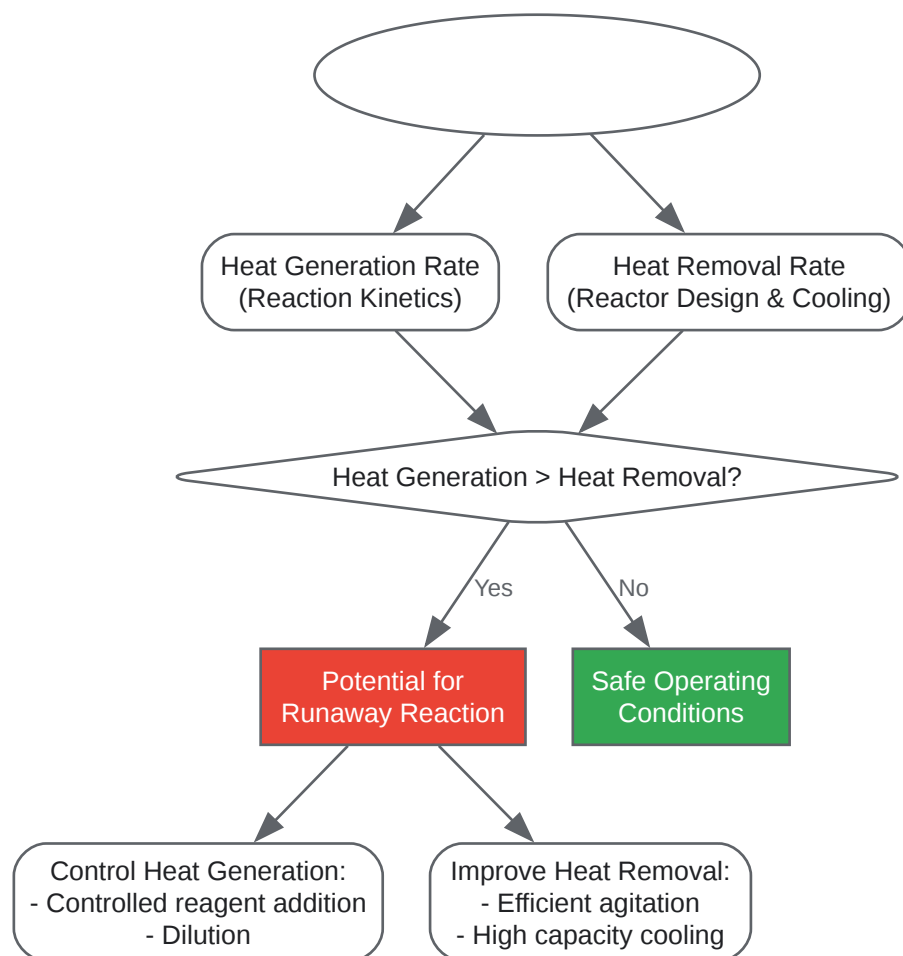 Heat Generation Rate
(Reaction Kinetics)
Heat Removal Rate
(Reactor Design & Cooling)
Heat Generation > Heat Removal?
Yes
No
Potential for
Runaway Reaction
Safe Operating
Conditions
Control Heat Generation:
- Controlled reagent addition
- Dilution
Improve Heat Removal:
- Efficient agitation
- High capacity cooling